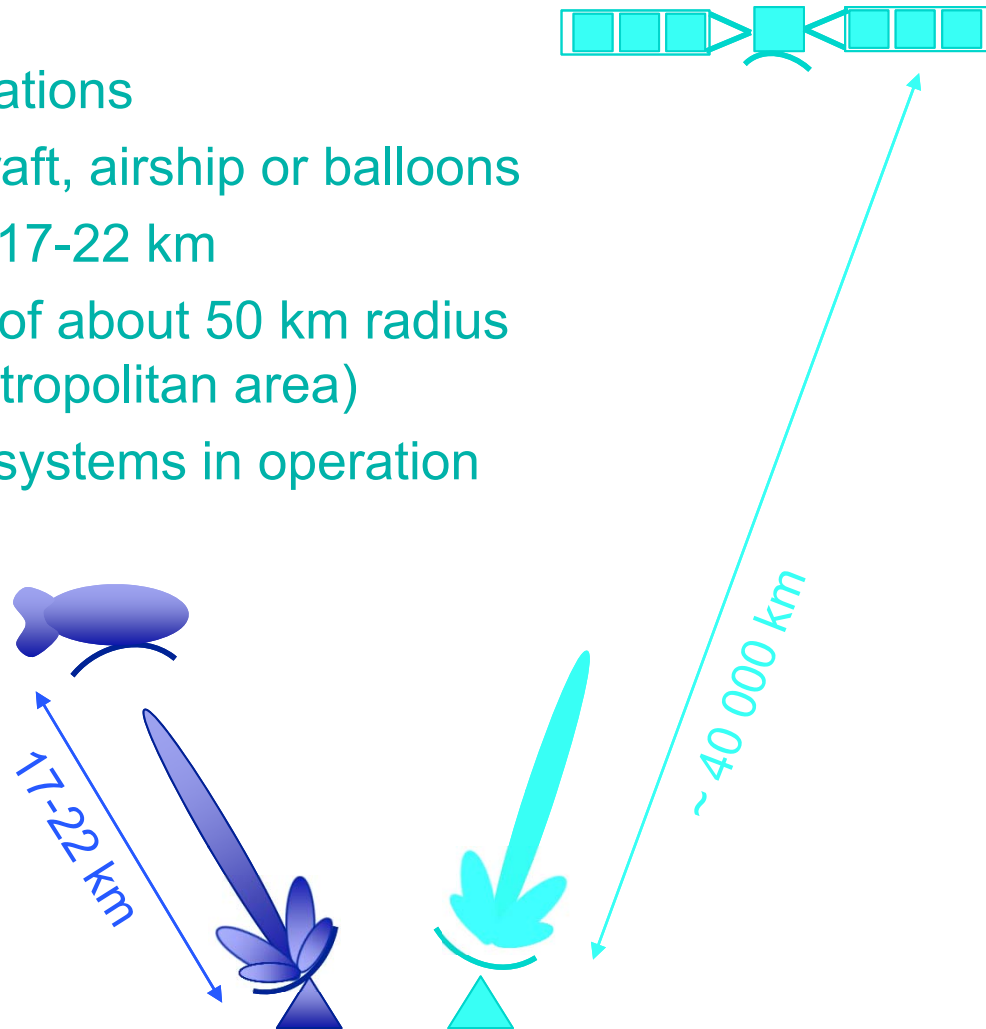 ations
raft, airship or balloons
17-22 km
of about 50 km radius
tropolitan area)
systems in operation
~ 40 000 km
17-22 km